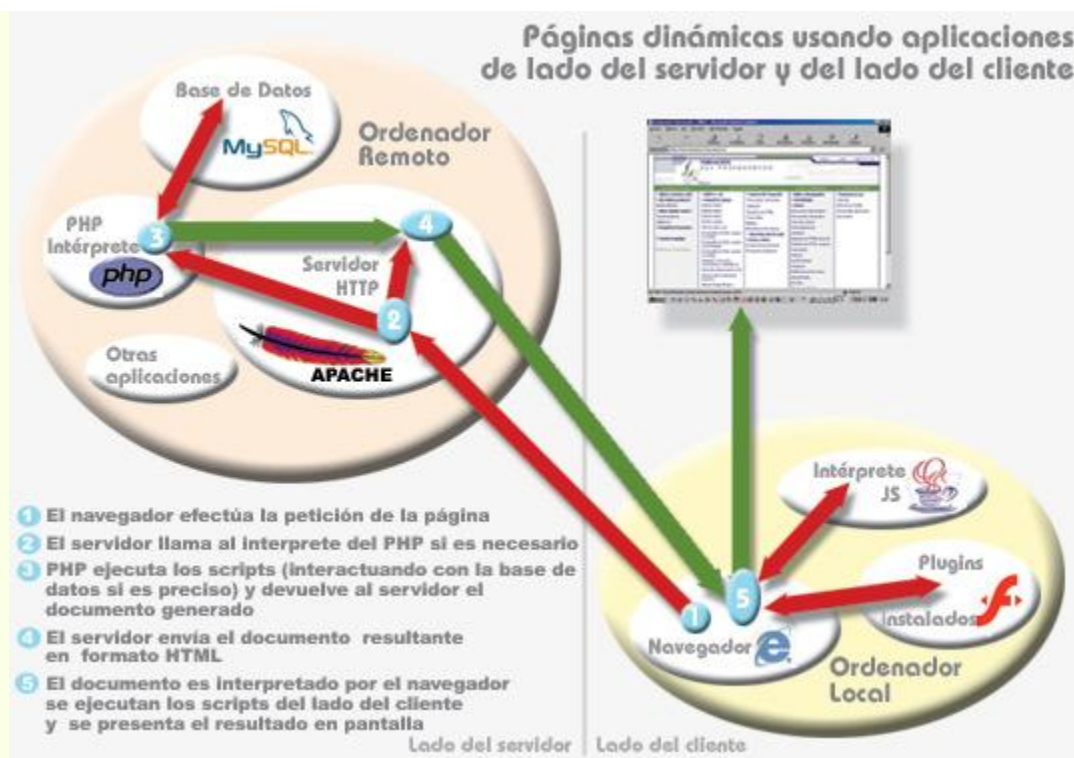 Páginas dinámicas usando aplicaciones
de lado del servidor y del lado del cliente
Base de Datos
MySQL
Ordenador
Remoto
PHP
Intérprete
3
php
4
Servidor
HTTP
2
APACHE
Otras
aplicaciones
Intérprete
JS
Plugins
Instalados
1
5
Navegador
Ordenador
Local
1 El navegador efectúa la petición de la página
2 El servidor llama al interprete del PHP si es necesario
3 PHP ejecuta los scripts (interactuando con la base de
datos si es preciso) y devuelve al servidor el
documento generado
4 El servidor envía el documento resultante
en formato HTML
5 El documento es interpretado por el navegador
se ejecutan los scripts del lado del cliente
y se presenta el resultado en pantalla
Lado del servidor
Lado del cliente